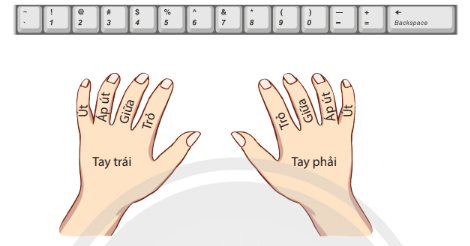 ~ ! @ # $ % ^ & * ( ) — + ←
` 1 2 3 4 5 6 7 8 9 0 - = Backspace
Út Áp út Giữa Trỏ Trỏ Giữa Áp út Út
Tay trái Tay phải